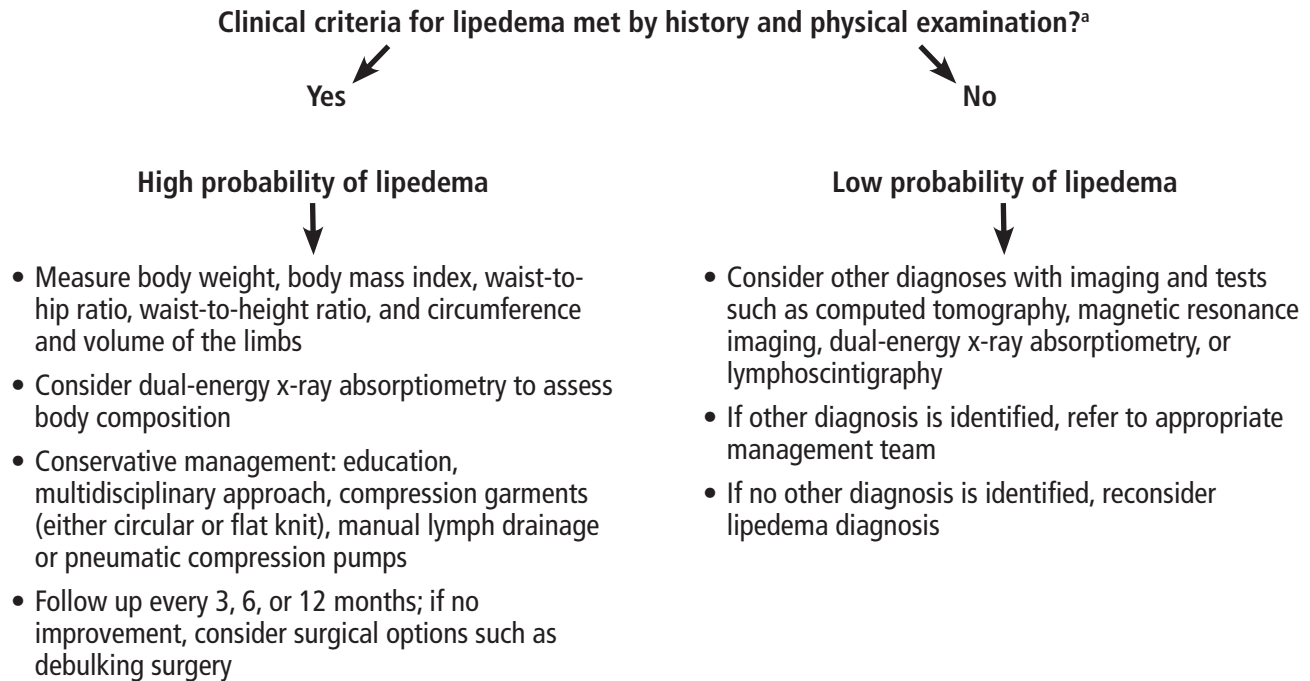 Clinical criteria for lipedema met by history and physical examination?ᵃ
Yes
No
High probability of lipedema
Low probability of lipedema
• Measure body weight, body mass index, waist-to-
hip ratio, waist-to-height ratio, and circumference
and volume of the limbs
• Consider dual-energy x-ray absorptiometry to assess
body composition
• Conservative management: education,
multidisciplinary approach, compression garments
(either circular or flat knit), manual lymph drainage
or pneumatic compression pumps
• Follow up every 3, 6, or 12 months; if no
improvement, consider surgical options such as
debulking surgery
• Consider other diagnoses with imaging and tests
such as computed tomography, magnetic resonance
imaging, dual-energy x-ray absorptiometry, or
lymphoscintigraphy
• If other diagnosis is identified, refer to appropriate
management team
• If no other diagnosis is identified, reconsider
lipedema diagnosis